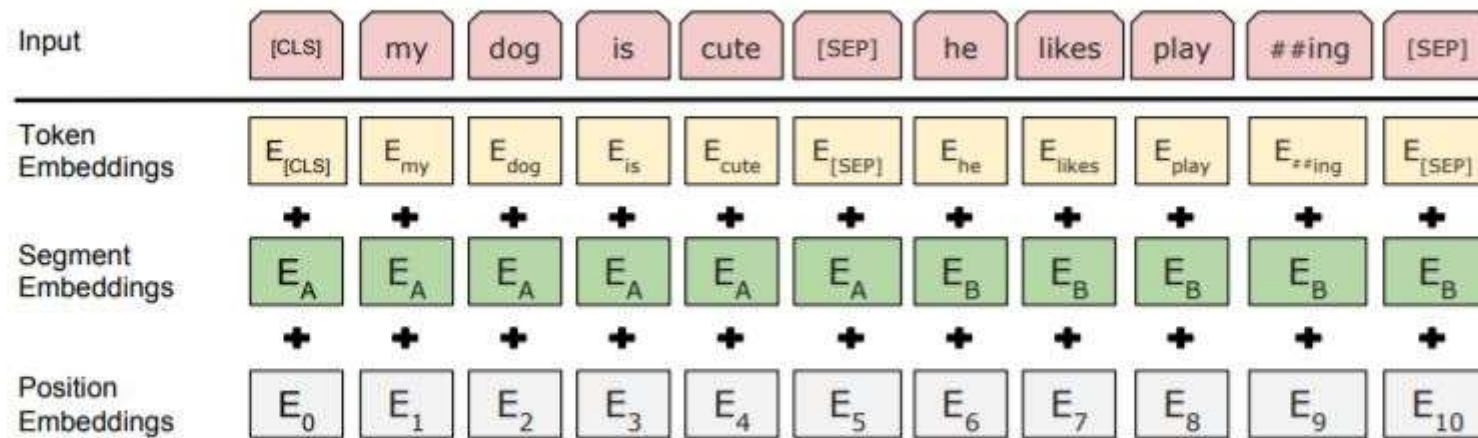 Input [CLS] my dog is cute [SEP] he likes play ##ing [SEP]
Token Embeddings E[CLS] Emy Edog Eis Ecute E[SEP] Ehe Elikes Eplay E##ing E[SEP]
+ + + + + + + + + + +
Segment Embeddings EA EA EA EA EA EA EB EB EB EB EB
+ + + + + + + + + + +
Position Embeddings E0 E1 E2 E3 E4 E5 E6 E7 E8 E9 E10